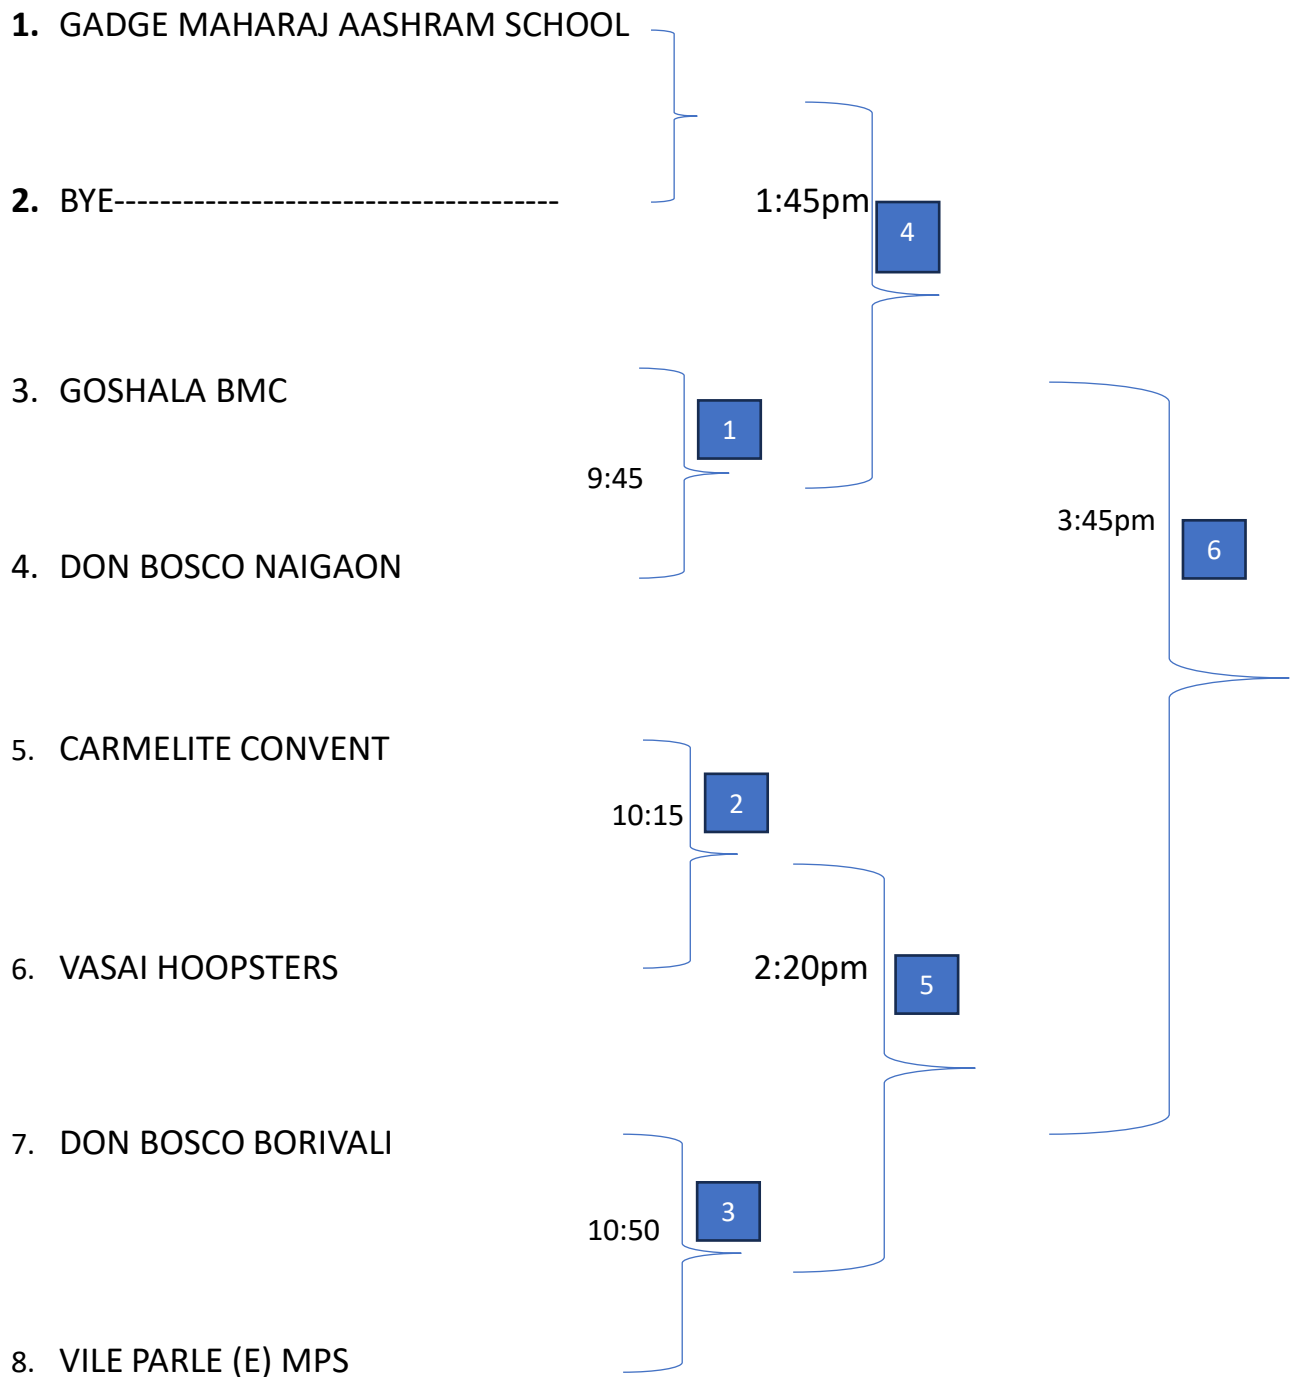 1. GADGE MAHARAJ AASHRAM SCHOOL
2. BYE---------------------------------------
1:45pm
4
3. GOSHALA BMC
1
9:45
3:45pm
6
4. DON BOSCO NAIGAON
5. CARMELITE CONVENT
2
10:15
6. VASAI HOOPSTERS
2:20pm
5
7. DON BOSCO BORIVALI
3
10:50
8. VILE PARLE (E) MPS